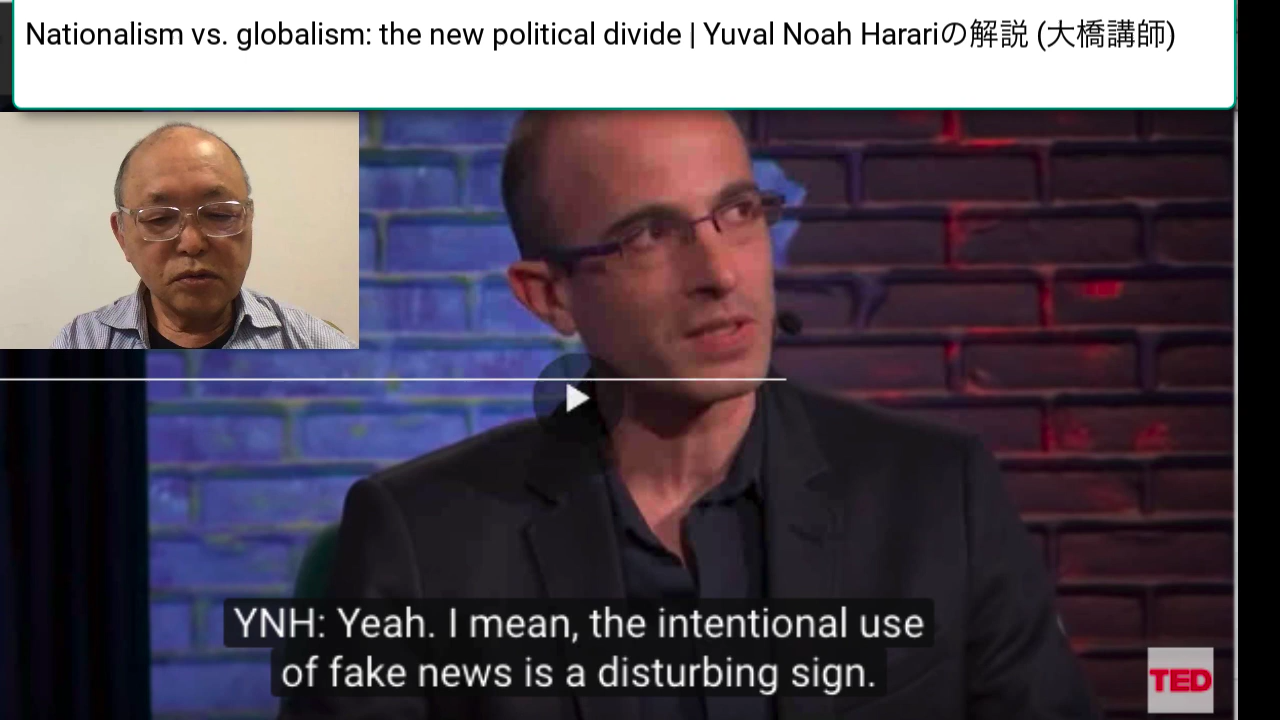 Nationalism vs. globalism: the new political divide | Yuval Noah Harariの解説 (大橋講師)
YNH: Yeah. I mean, the intentional use
of fake news is a disturbing sign.
TED